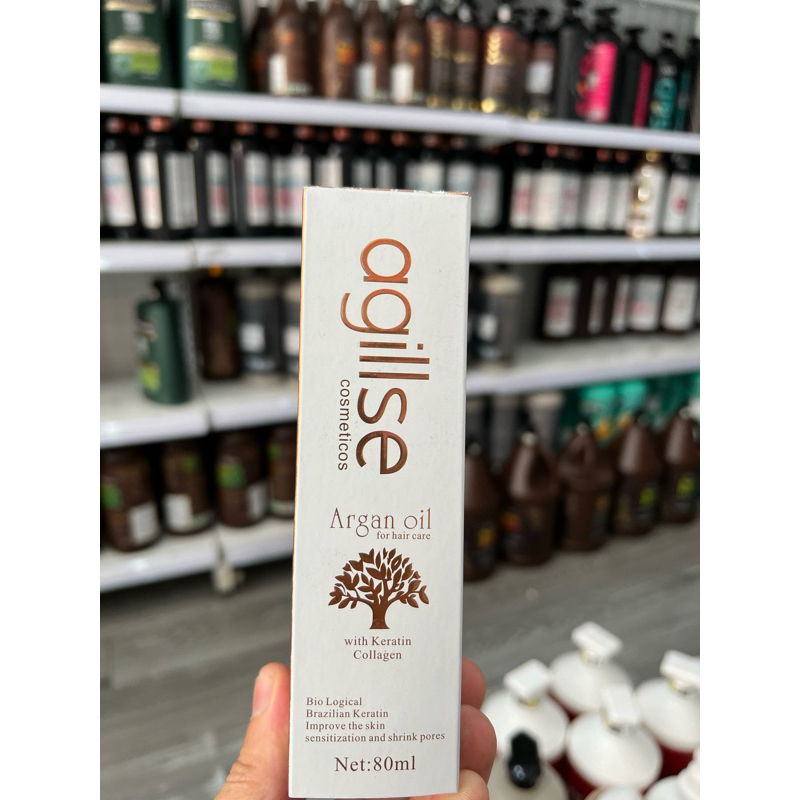 agillse
cosmeticos
Argan oil
for hair care
with Keratin
Collagen
Bio Logical
Brazilian Keratin
Improve the skin
sensitization and shrink pores
Net:80ml